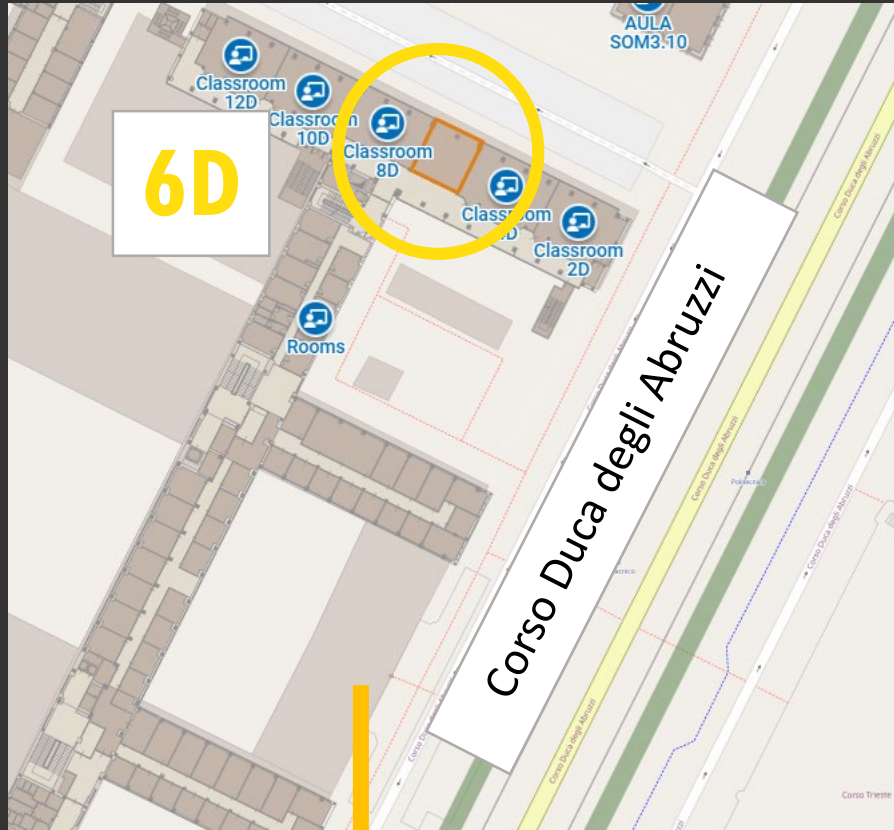 AULA
SOM3.10
Classroom
12D
Classroom
10D
Classroom
8D
6D
Classroom
Classroom
2D
Rooms
Corso Duca degli Abruzzi
Corso Duca degli Abruzzi
Corso Duca degli Abruzzi
Corso Duca degli Abruzzi
Corso Duca degli Abruzzi
Corso Trieste